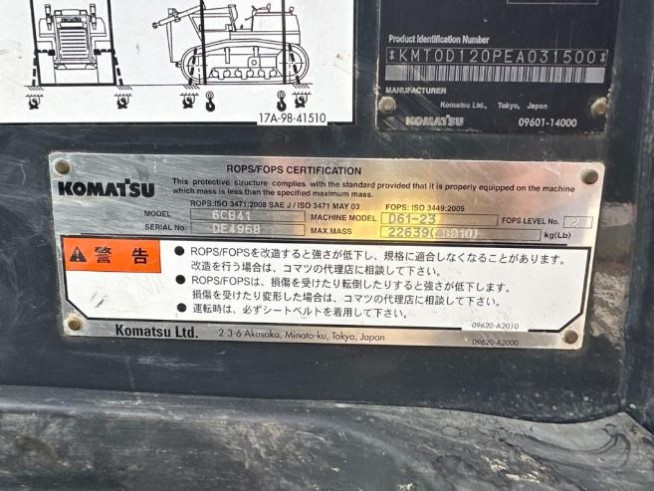 17A-98-41510
Product Identification Number
*KMT0D120PEA031500*
MANUFACTURER
Komatsu Ltd., Tokyo, Japan
KOMATSU 09601-14000
ROPS/FOPS CERTIFICATION
KOMATSU
This protective structure complies with the standard provided that it is properly equipped on the machine
which mass is less than the specified maximum mass.
ROPS:ISO 3471:2008 SAE J/ISO 3471 MAY 03 FOPS: ISO 3449:2005
MODEL 6CB41 MACHINE MODEL D61-23 FOPS LEVEL No. 2
SERIAL No. DE4968 MAX.MASS 22639( kg(Lb)
警告
● ROPS/FOPSを改造すると強さが低下し、規格に適合しなくなることがあります。
改造を行う場合は、コマツの代理店に相談して下さい。
● ROPS/FOPSは、損傷を受けたり転倒したりすると強さが低下します。
損傷を受けたり変形した場合は、コマツの代理店に相談して下さい。
● 運転時は、必ずシートベルトを着用して下さい。
09620-A2010
Komatsu Ltd. 2-3-6 Akasaka, Minato-ku, Tokyo, Japan
09620-A2000